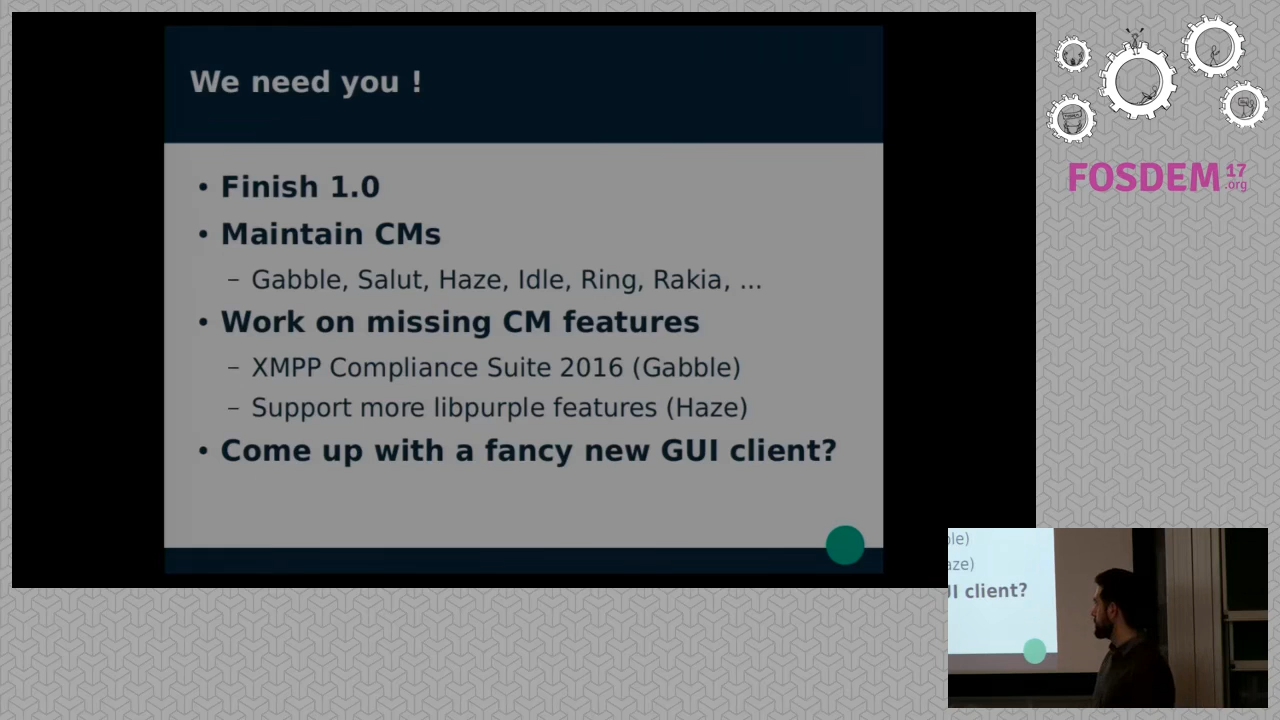 We need you !
• Finish 1.0
• Maintain CMs
– Gabble, Salut, Haze, Idle, Ring, Rakia, ...
• Work on missing CM features
– XMPP Compliance Suite 2016 (Gabble)
– Support more libpurple features (Haze)
• Come up with a fancy new GUI client?
FOSDEM 17
.org
ble)
aze)
UI client?